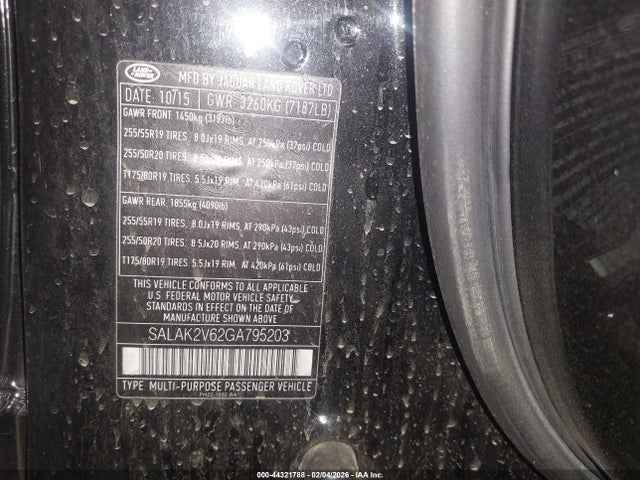 LAND ROVER
MFD BY JAGUAR LAND ROVER LTD
DATE: 10/15 GWR 3260KG (7187LB)
GAWR FRONT 1450kg (3197lb)
255/55R19 TIRES, 8.0Jx19 RIMS, AT 250kPa (37psi) COLD
255/50R20 TIRES, RIMS, AT 250kPa (37psi) COLD
T175/80R19 TIRES, 5.5Jx19 RIM, AT 420kPa (61psi) COLD
GAWR REAR 1855kg (4090lb)
255/55R19 TIRES, 8.0Jx19 RIMS, AT 290kPa (43psi) COLD
255/50R20 TIRES, 8.5Jx20 RIMS, AT 290kPa (43psi) COLD
T175/80R19 TIRES, 5.5Jx19 RIM, AT 420kPa (61psi) COLD
THIS VEHICLE CONFORMS TO ALL APPLICABLE
U.S. FEDERAL MOTOR VEHICLE SAFETY
STANDARDS IN EFFECT ON THE DATE OF
MANUFACTURE SHOWN ABOVE
SALAK2V62GA795203
TYPE: MULTI-PURPOSE PASSENGER VEHICLE
000-44321788 - 02/04/2026 - IAA Inc.